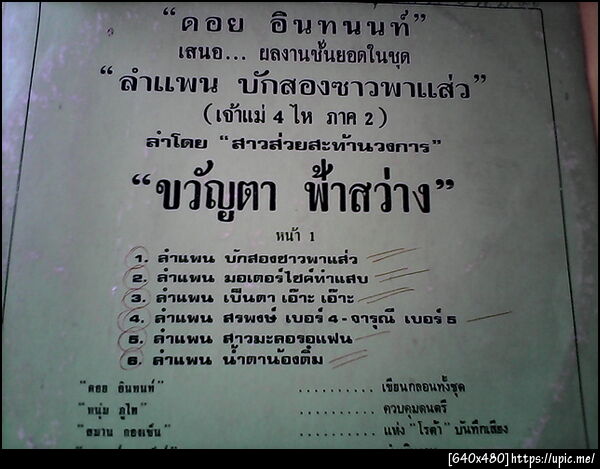 “ดอย อินทนนท์”
เสนอ... ผลงานชั้นยอดในชุด
“ลำแพน บักสองซาวพาแส่ว”
(เจ้าแม่ 4 ไห ภาค 2)
ลำโดย “สาวส่วยสะท้านวงการ”
“ขวัญตา ฟ้าสว่าง”
หน้า 1
1. ลำแพน บักสองซาวพาแส่ว
2. ลำแพน มอเตอร์ไซค์ทำแสบ
3. ลำแพน เป็นตา เอ๊าะ เอ๊าะ
4. ลำแพน สรพงษ์ เบอร์ 4 - จารุณี เบอร์ 5
5. ลำแพน สาวมะคอรอแฟน
6. ลำแพน น้ำตาน้องติ๋ม
“ดอย อินทนท์” .......... เขียนกลอนทั้งชุด
“หนุ่ม ภูไท” .......... ควบคุมดนตรี
“สมาน กองเข็น” .......... แห่ง “โรต้า” บันทึกเสียง
[640x480]https://upic.me/